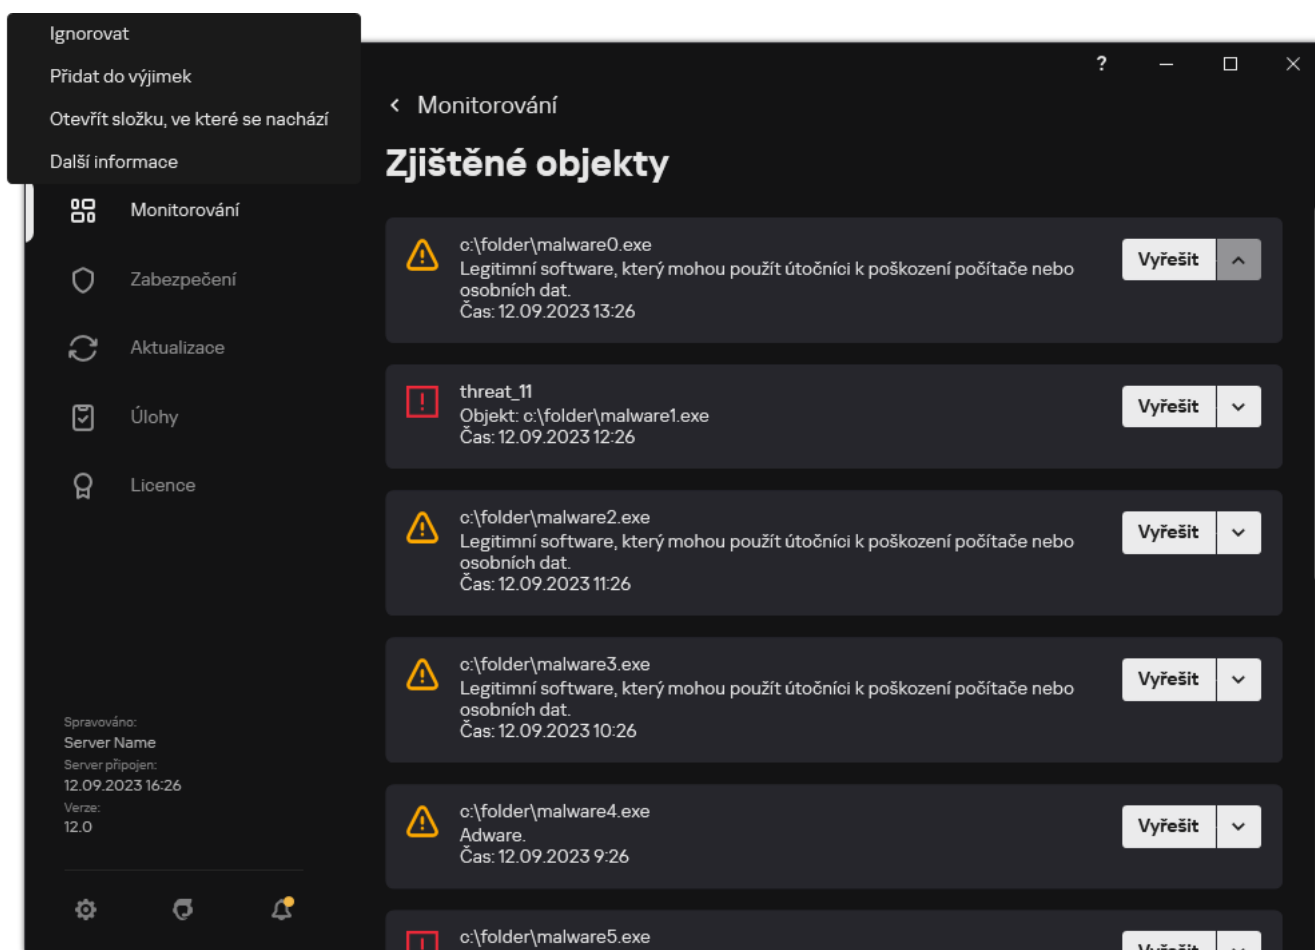 Ignorovat
Přidat do výjimek
Otevřít složku, ve které se nachází
Další informace
Monitorování
Zabezpečení
Aktualizace
Úlohy
Licence
Spravováno:
Server Name
Server připojen:
12.09.2023 16:26
Verze:
12.0
?
Monitorování
Zjištěné objekty
c:\folder\malware0.exe
Legitimní software, který mohou použít útočníci k poškození počítače nebo
osobních dat.
Čas: 12.09.2023 13:26
Vyřešit
threat_11
Objekt: c:\folder\malware1.exe
Čas: 12.09.2023 12:26
Vyřešit
c:\folder\malware2.exe
Legitimní software, který mohou použít útočníci k poškození počítače nebo
osobních dat.
Čas: 12.09.2023 11:26
Vyřešit
c:\folder\malware3.exe
Legitimní software, který mohou použít útočníci k poškození počítače nebo
osobních dat.
Čas: 12.09.2023 10:26
Vyřešit
c:\folder\malware4.exe
Adware.
Čas: 12.09.2023 9:26
Vyřešit
c:\folder\malware5.exe
Vyřešit